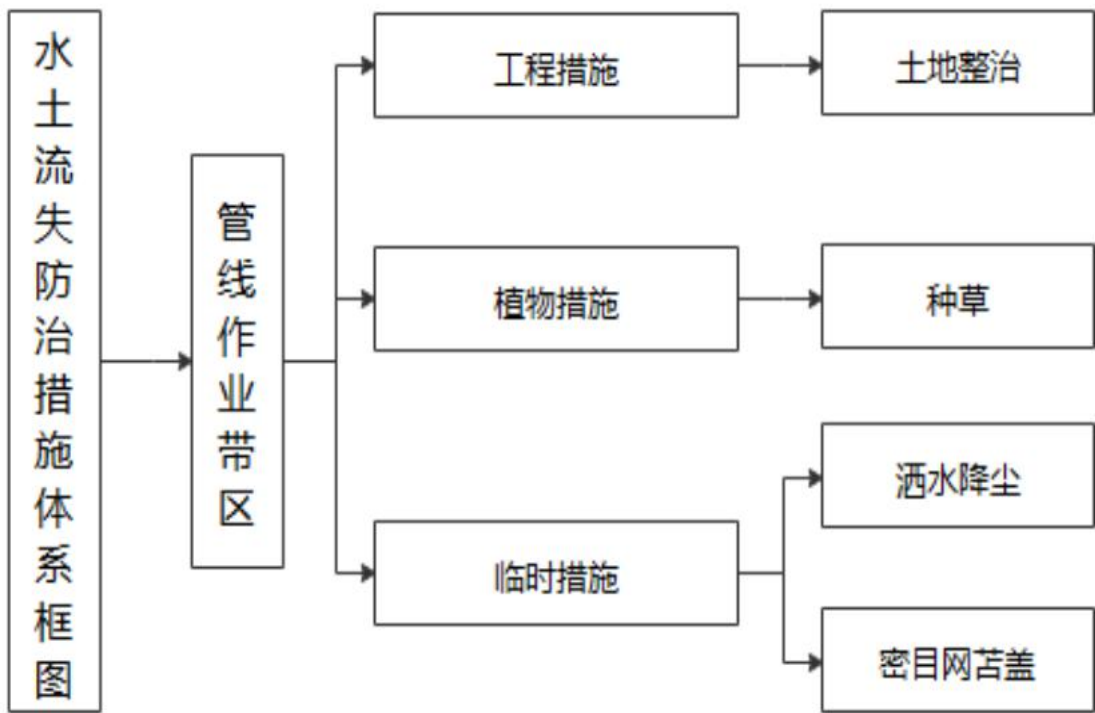 水土流失防治措施体系框图
管线作业带区
工程措施
土地整治
植物措施
种草
临时措施
洒水降尘
密目网苫盖